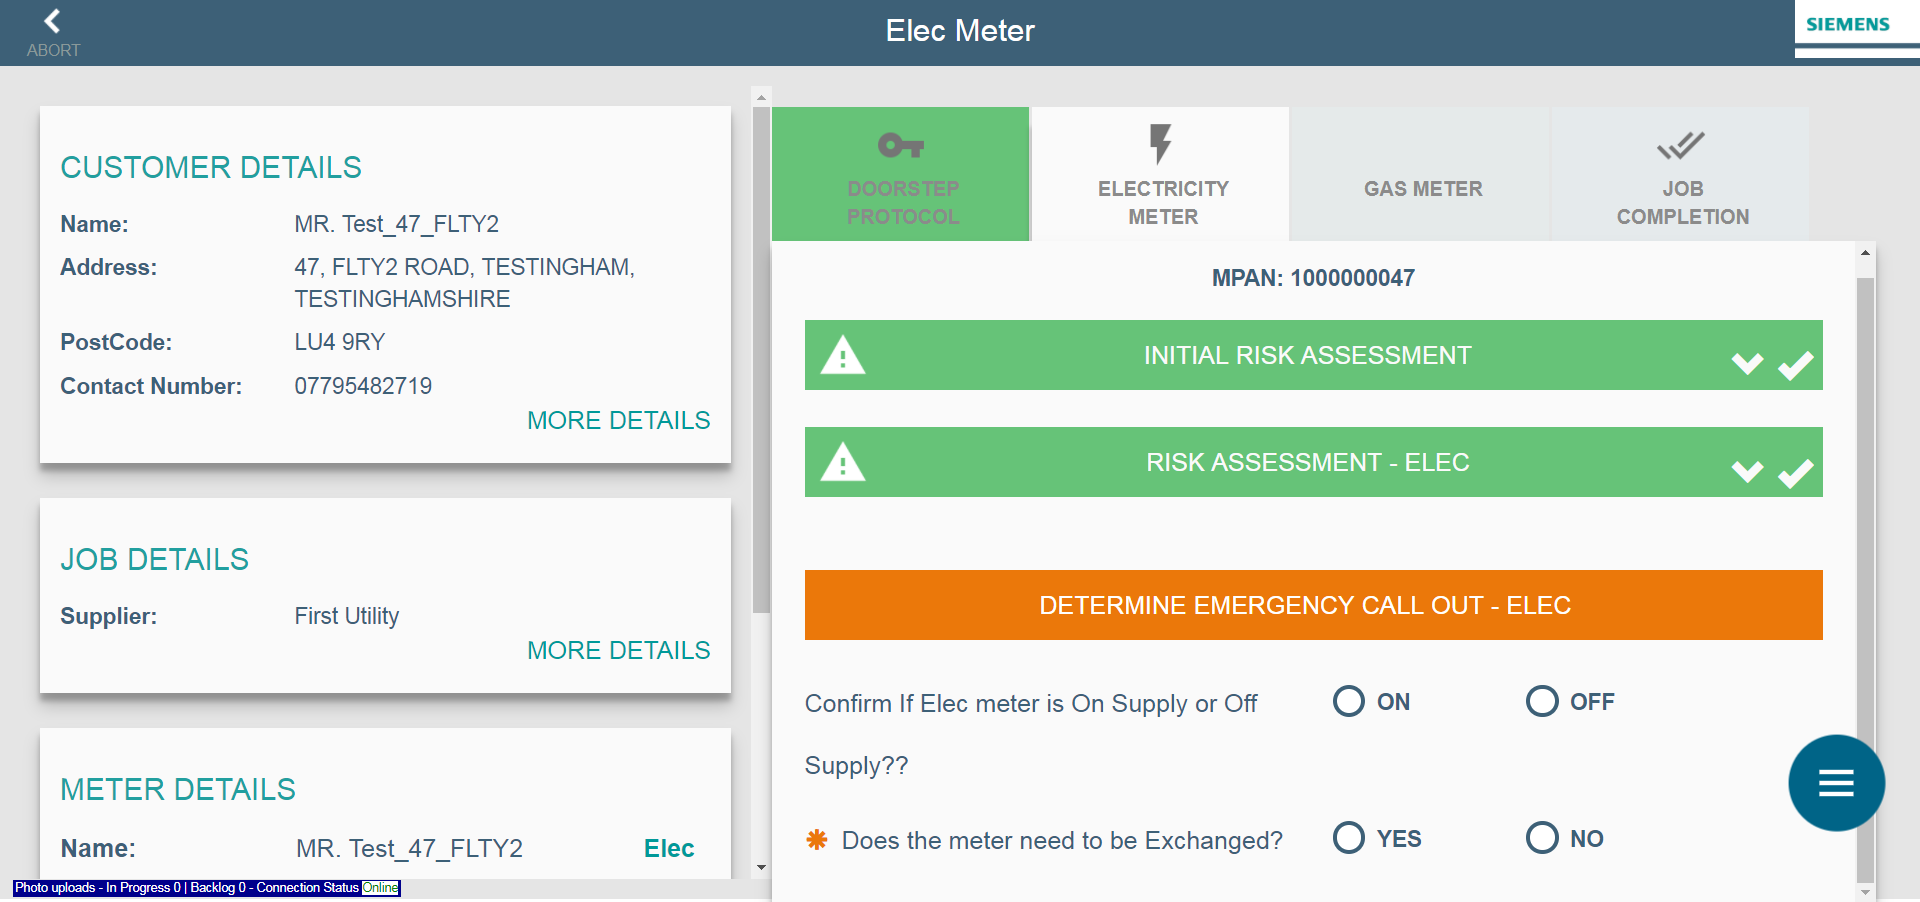 ABORT
Elec Meter
SIEMENS
CUSTOMER DETAILS
Name: MR. Test_47_FLTY2
Address: 47, FLTY2 ROAD, TESTINGHAM,
TESTINGHAMSHIRE
PostCode: LU4 9RY
Contact Number: 07795482719
MORE DETAILS
JOB DETAILS
Supplier: First Utility
MORE DETAILS
METER DETAILS
Name: MR. Test_47_FLTY2 Elec
Photo uploads - In Progress 0 | Backlog 0 - Connection Status Online
DOORSTEP
PROTOCOL
ELECTRICITY
METER
GAS METER
JOB
COMPLETION
MPAN: 1000000047
INITIAL RISK ASSESSMENT
RISK ASSESSMENT - ELEC
DETERMINE EMERGENCY CALL OUT - ELEC
Confirm If Elec meter is On Supply or Off ON OFF
Supply??
Does the meter need to be Exchanged? YES NO